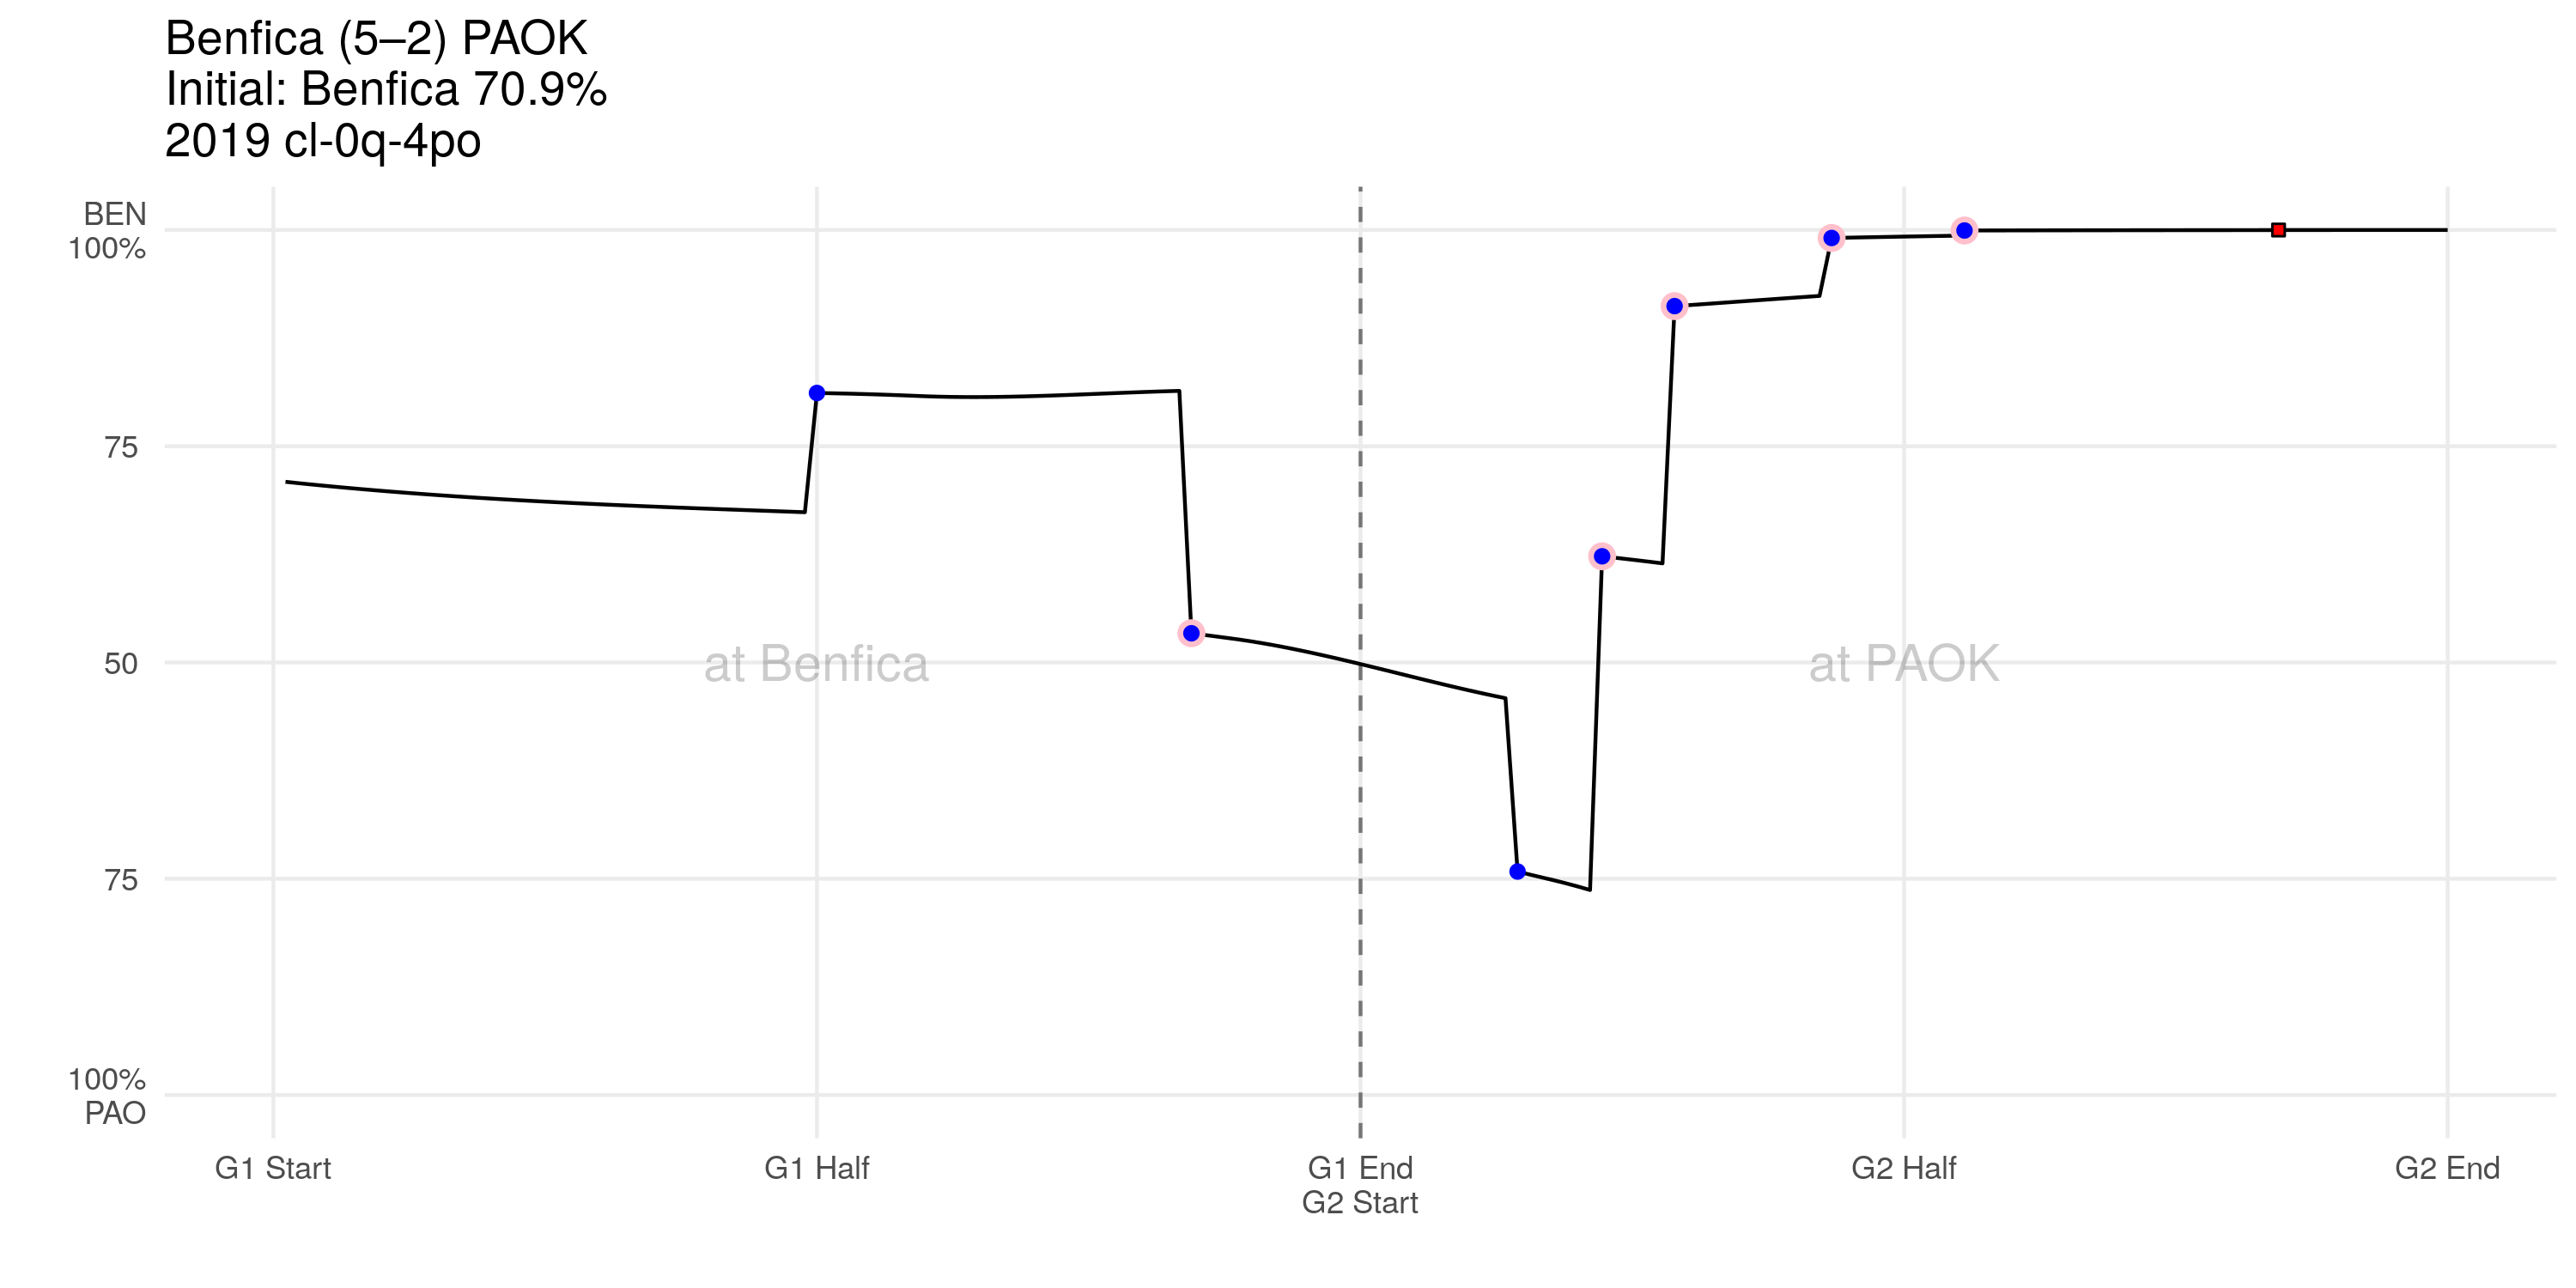 Benfica (5–2) PAOK
Initial: Benfica 70.9%
2019 cl-0q-4po
BEN
100%
75
50
75
100%
PAO
at Benfica
at PAOK
G1 Start
G1 Half
G1 End
G2 Start
G2 Half
G2 End